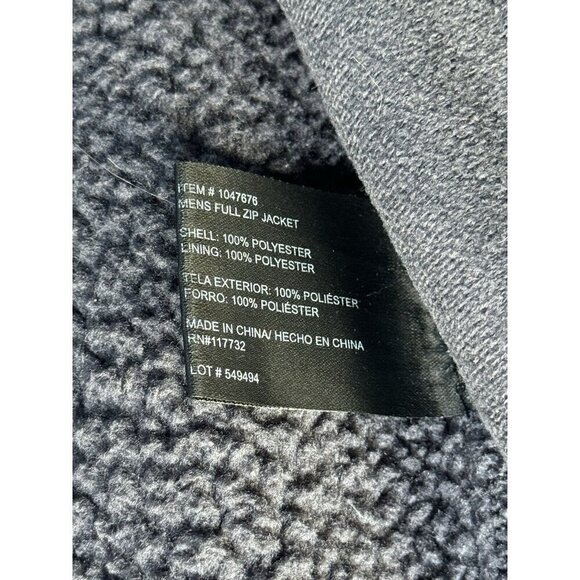 ITEM # 1047676
MENS FULL ZIP JACKET
SHELL: 100% POLYESTER
LINING: 100% POLYESTER
TELA EXTERIOR: 100% POLIÉSTER
FORRO: 100% POLIÉSTER
MADE IN CHINA/ HECHO EN CHINA
RN#117732
LOT # 549494